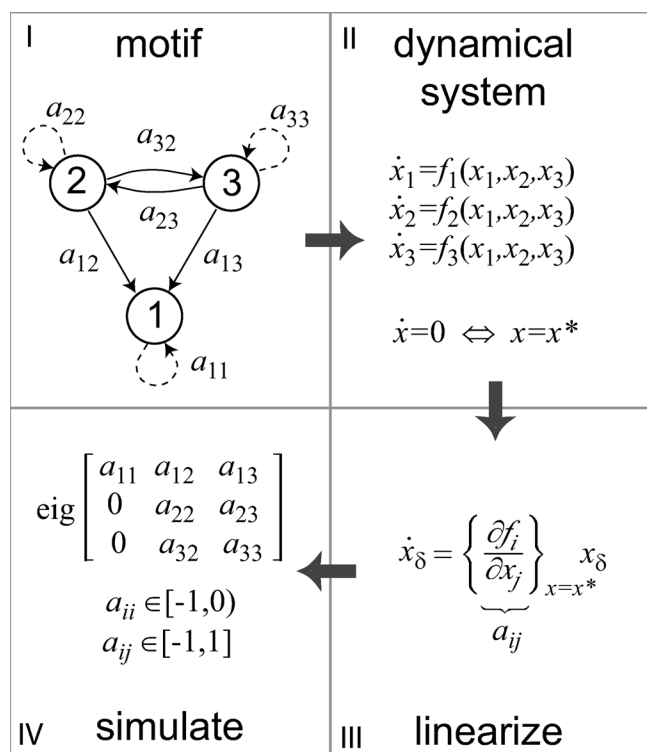 I
motif
a22
a33
a32
2
3
a23
a12
a13
1
a11
II
dynamical
system
ẋ1=f1(x1,x2,x3)
ẋ2=f2(x1,x2,x3)
ẋ3=f3(x1,x2,x3)
ẋ=0 ⇔ x=x*
ẋδ = { ∂fi / ∂xj }x=x* xδ
aij
III
linearize
eig [ a11 a12 a13
0 a22 a23
0 a32 a33 ]
aii ∈[-1,0)
aij ∈[-1,1]
IV
simulate